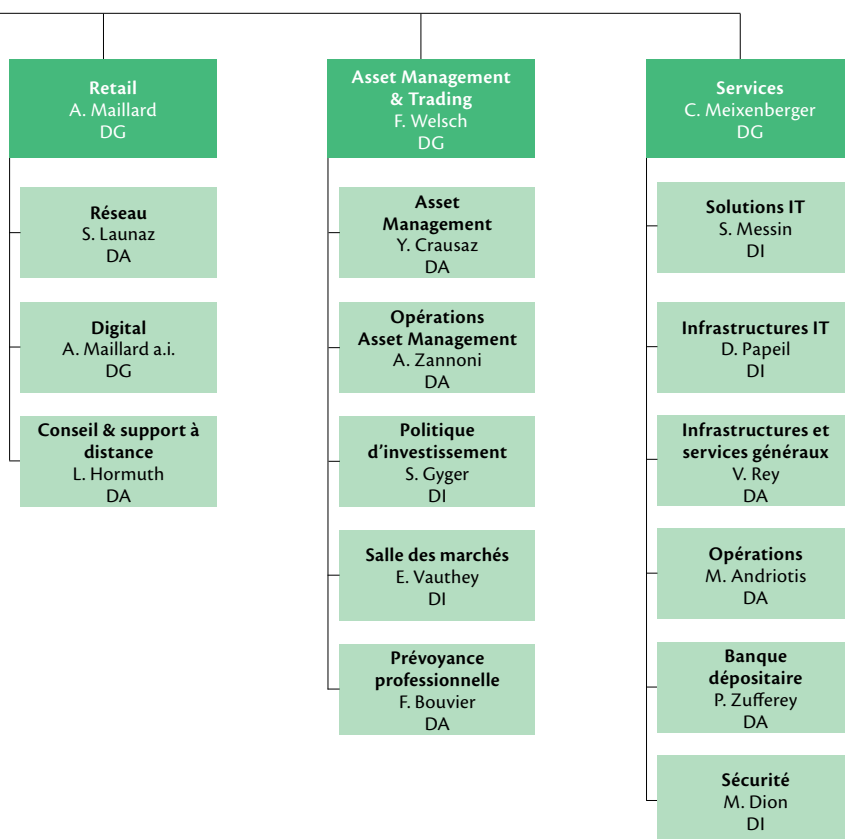 Retail
A. Maillard
DG
Réseau
S. Launaz
DA
Digital
A. Maillard a.i.
DG
Conseil & support à
distance
L. Hormuth
DA
Asset Management
& Trading
F. Welsch
DG
Asset
Management
Y. Crausaz
DA
Opérations
Asset Management
A. Zannoni
DA
Politique
d'investissement
S. Gyger
DI
Salle des marchés
E. Vauthey
DI
Prévoyance
professionnelle
F. Bouvier
DA
Services
C. Meixenberger
DG
Solutions IT
S. Messin
DI
Infrastructures IT
D. Papeil
DI
Infrastructures et
services généraux
V. Rey
DA
Opérations
M. Andriotis
DA
Banque
dépositaire
P. Zufferey
DA
Sécurité
M. Dion
DI